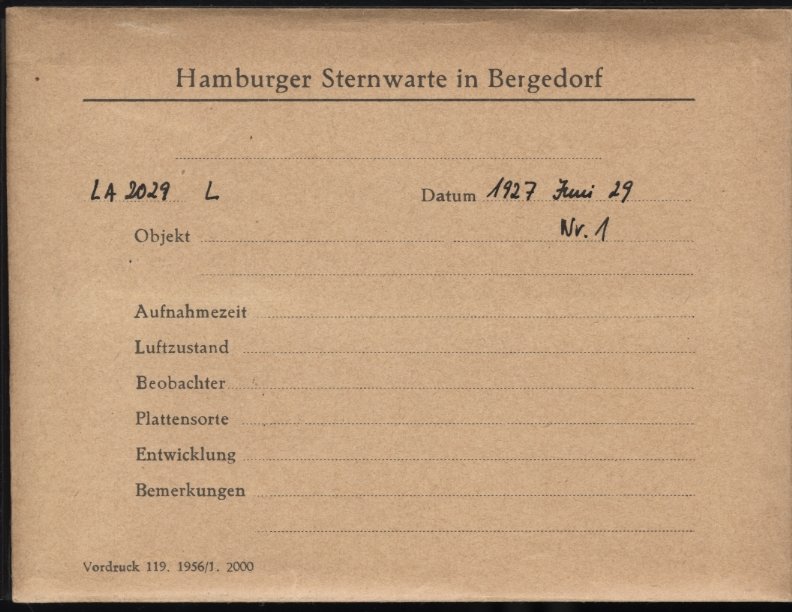 Hamburger Sternwarte in Bergedorf
LA 2029 L Datum 1927 Juni 29
Objekt Nr. 1
Aufnahmezeit
Luftzustand
Beobachter
Plattensorte
Entwicklung
Bemerkungen
Vordruck 119. 1956/1. 2000